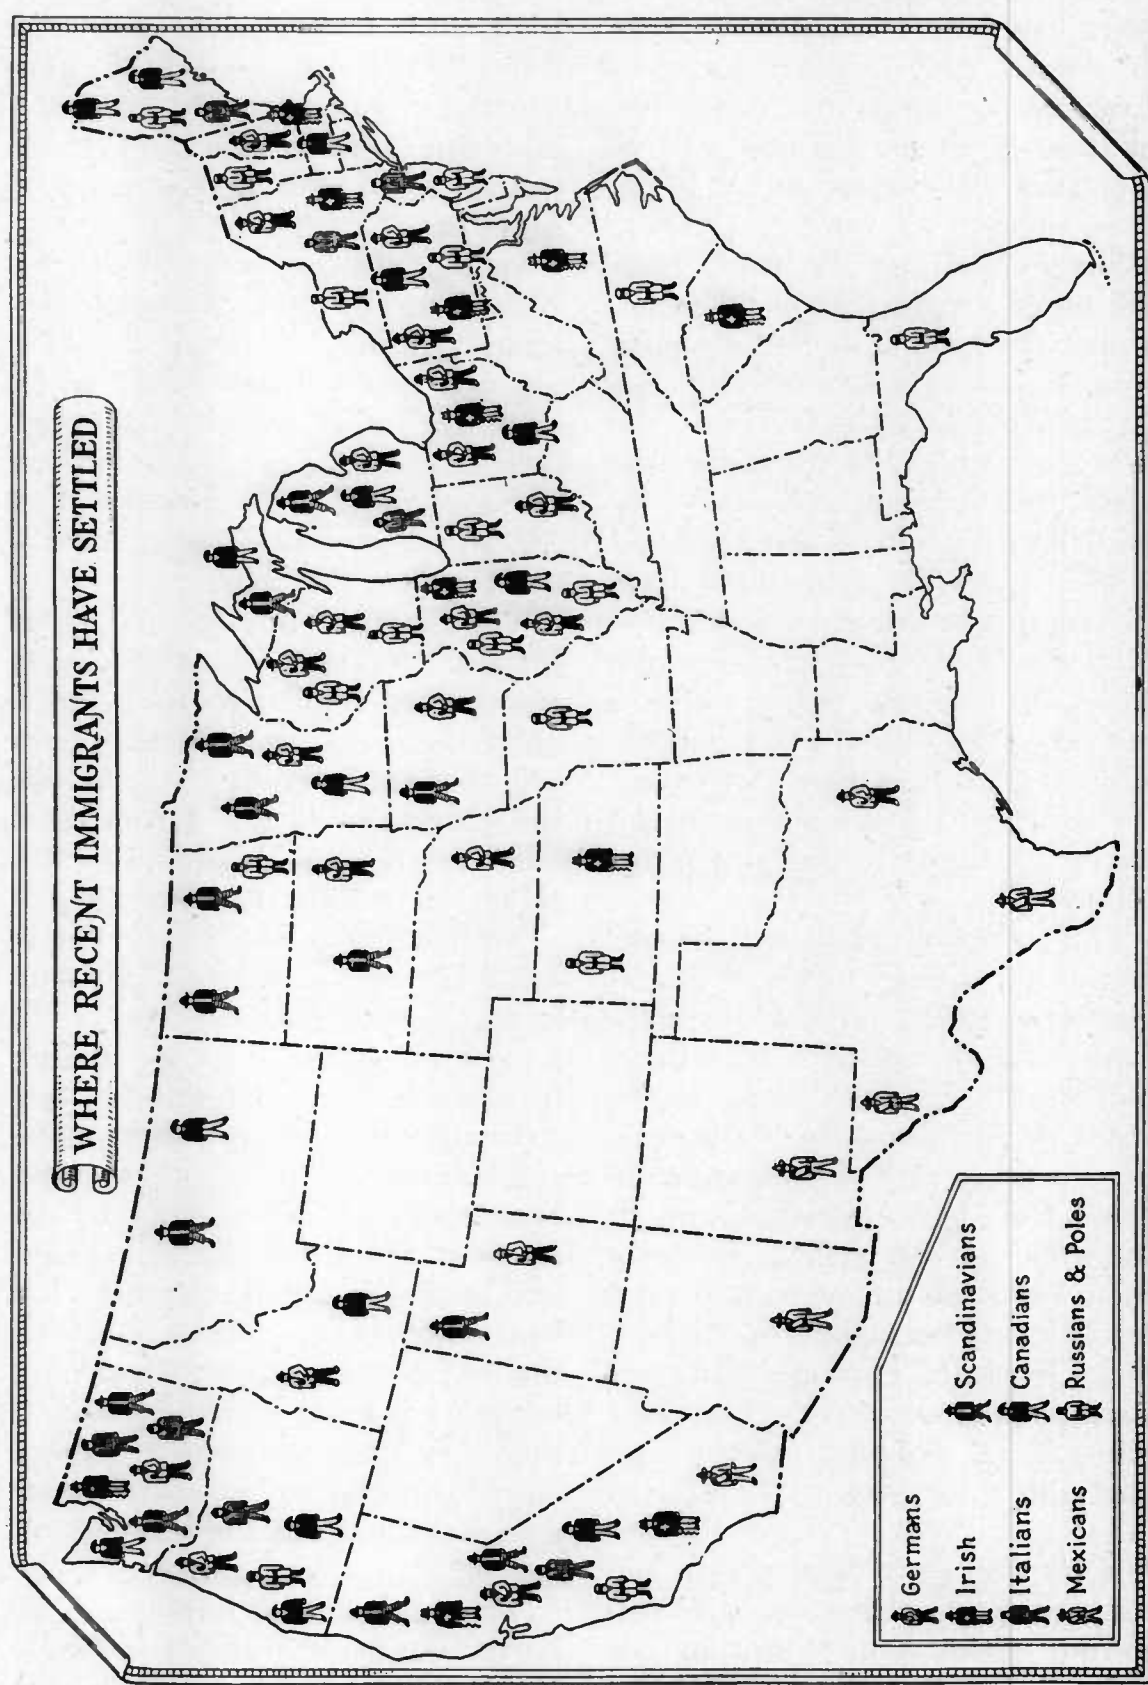 WHERE RECENT IMMIGRANTS HAVE SETTLED
Germans
Irish
Italians
Mexicans
Scandinavians
Canadians
Russians & Poles